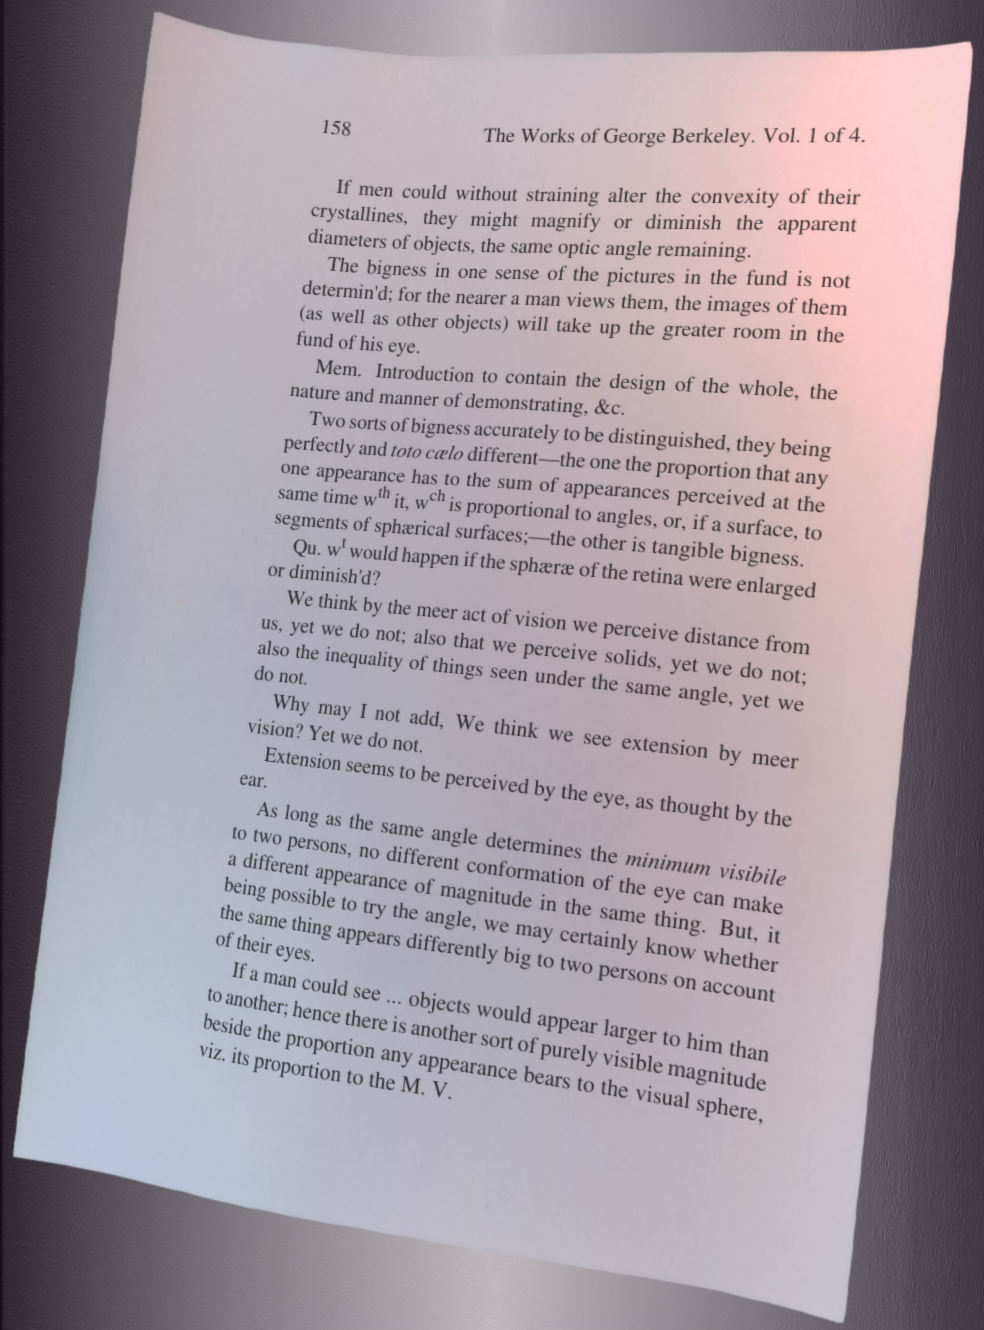 158
The Works of George Berkeley. Vol. 1 of 4.
If men could without straining alter the convexity of their
crystallines, they might magnify or diminish the apparent
diameters of objects, the same optic angle remaining.
The bigness in one sense of the pictures in the fund is not
determin'd; for the nearer a man views them, the images of them
(as well as other objects) will take up the greater room in the
fund of his eye.
Mem. Introduction to contain the design of the whole, the
nature and manner of demonstrating, &c.
Two sorts of bigness accurately to be distinguished, they being
perfectly and toto cælo different—the one the proportion that any
one appearance has to the sum of appearances perceived at the
same time wth it, wch is proportional to angles, or, if a surface, to
segments of sphærical surfaces;—the other is tangible bigness.
Qu. wt would happen if the sphæræ of the retina were enlarged
or diminish'd?
We think by the meer act of vision we perceive distance from
us, yet we do not; also that we perceive solids, yet we do not;
also the inequality of things seen under the same angle, yet we
do not.
Why may I not add, We think we see extension by meer
vision? Yet we do not.
Extension seems to be perceived by the eye, as thought by the
ear.
As long as the same angle determines the minimum visibile
to two persons, no different conformation of the eye can make
a different appearance of magnitude in the same thing. But, it
being possible to try the angle, we may certainly know whether
the same thing appears differently big to two persons on account
of their eyes.
If a man could see ... objects would appear larger to him than
to another; hence there is another sort of purely visible magnitude
beside the proportion any appearance bears to the visual sphere,
viz. its proportion to the M. V.